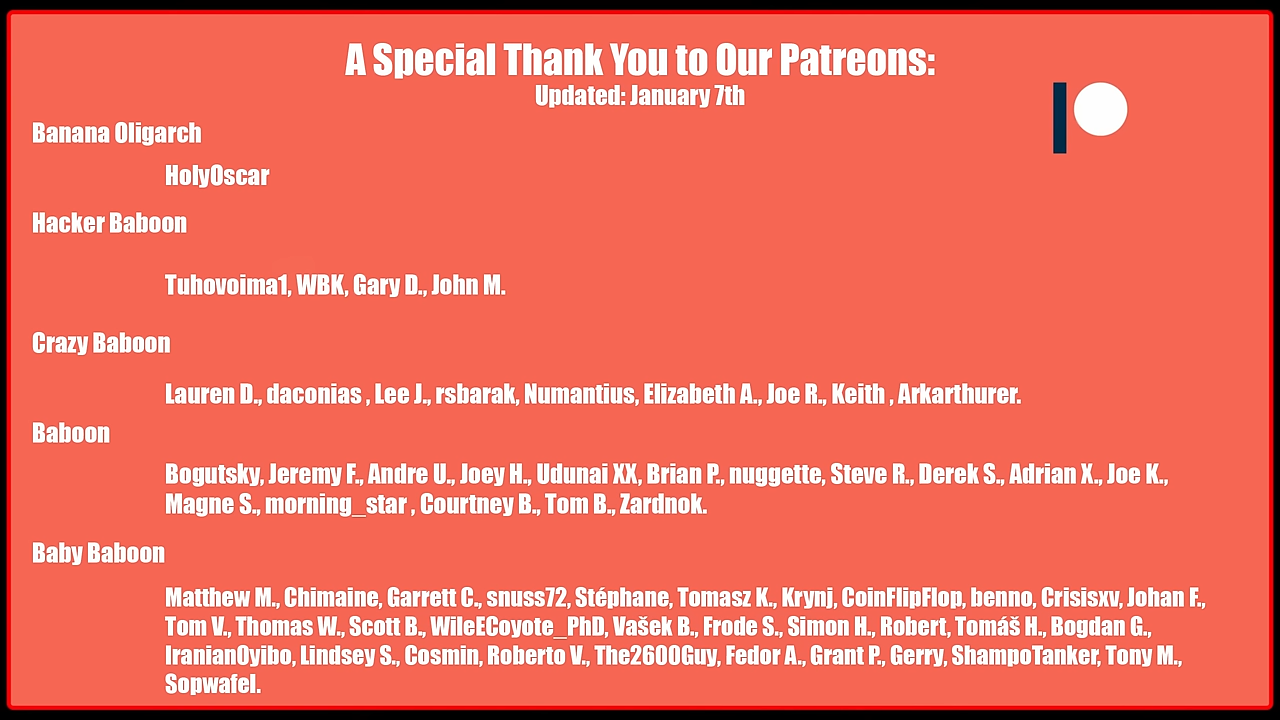 A Special Thank You to Our Patreons:
Updated: January 7th
Banana Oligarch
HolyOscar
Hacker Baboon
Tuhovoima1, WBK, Gary D., John M.
Crazy Baboon
Lauren D., daconias , Lee J., rsbarak, Numantius, Elizabeth A., Joe R., Keith , Arkarthurer.
Baboon
Bogutsky, Jeremy F., Andre U., Joey H., Udunai XX, Brian P., nuggette, Steve R., Derek S., Adrian X., Joe K.,
Magne S., morning_star , Courtney B., Tom B., Zardnok.
Baby Baboon
Matthew M., Chimaine, Garrett C., snuss72, Stéphane, Tomasz K., Krynj, CoinFlipFlop, benno, Crisisxv, Johan F.,
Tom V., Thomas W., Scott B., WileECoyote_PhD, Vašek B., Frode S., Simon H., Robert, Tomáš H., Bogdan G.,
IranianOyibo, Lindsey S., Cosmin, Roberto V., The2600Guy, Fedor A., Grant P., Gerry, ShampoTanker, Tony M.,
Sopwafel.